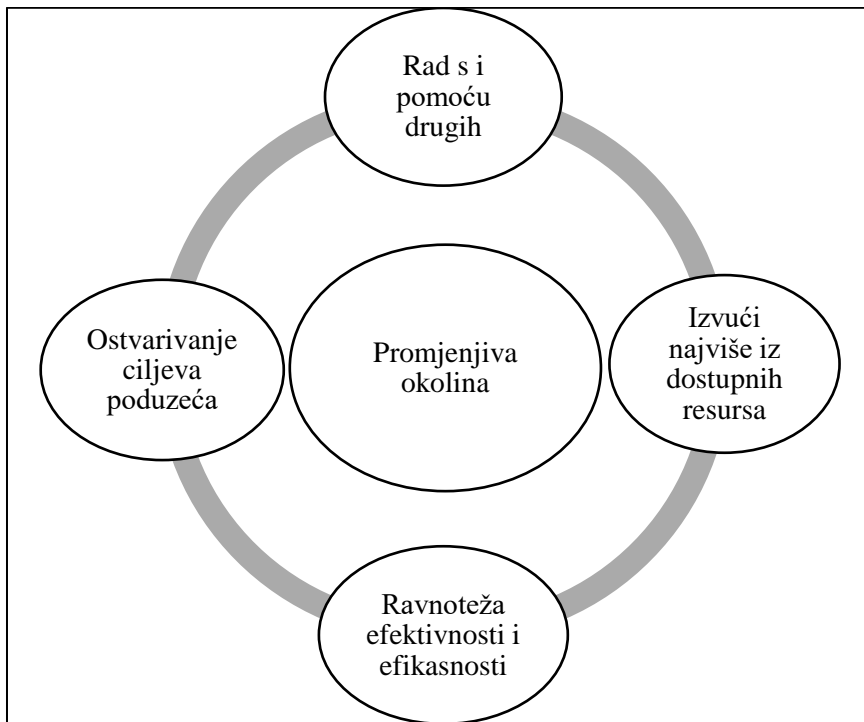 Rad s i
pomoću
drugih
Ostvarivanje
ciljeva
poduzeća
Promjenjiva
okolina
Izvući
najviše iz
dostupnih
resursa
Ravnoteža
efektivnosti i
efikasnosti